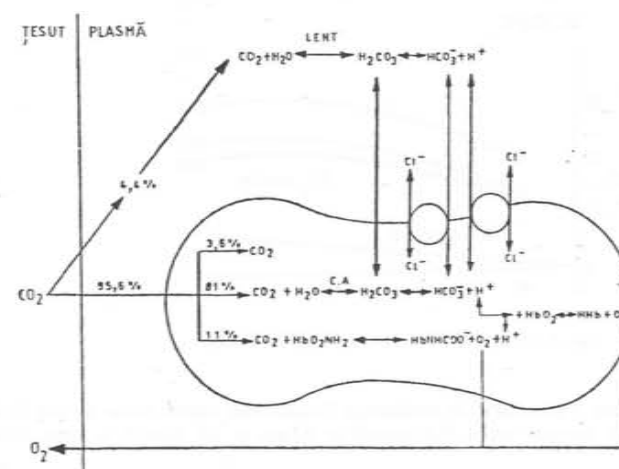 ȚESUT PLASMĂ
LENT
CO₂+H₂O H₂CO₃ HCO₃⁻+H⁺
Cl⁻ Cl⁻
4,4%
3,6% CO₂
Cl⁻ Cl⁻
C.A
CO₂ 95,6% 81% CO₂ + H₂O H₂CO₃ HCO₃⁻+H⁺
+HbO₂ HHb+O
11% CO₂+HbO₂NH₂ HbNHCOO⁻+O₂+H⁺
O₂